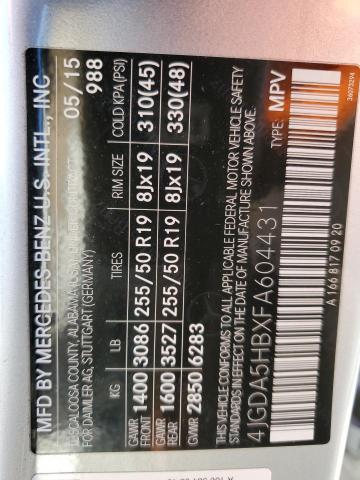 MFD BY MERCEDES-BENZ U.S. INTL., INC
TUSCALOOSA COUNTY, ALABAMA
FOR DAIMLER AG, STUTTGART (GERMANY)
05/15
988
KG LB TIRES RIM SIZE COLD KPA (PSI)
GAWR FRONT 1400 3086 255/50 R19 8Jx19 310(45)
GAWR REAR 1600 3527 255/50 R19 8Jx19 330(48)
GVWR 2850 6283
THIS VEHICLE CONFORMS TO ALL APPLICABLE FEDERAL MOTOR VEHICLE SAFETY
STANDARDS IN EFFECT ON THE DATE OF MANUFACTURE SHOWN ABOVE.
4JGDA5HBXFA604431
TYPE: MPV
A 166 817 09 20
34073294